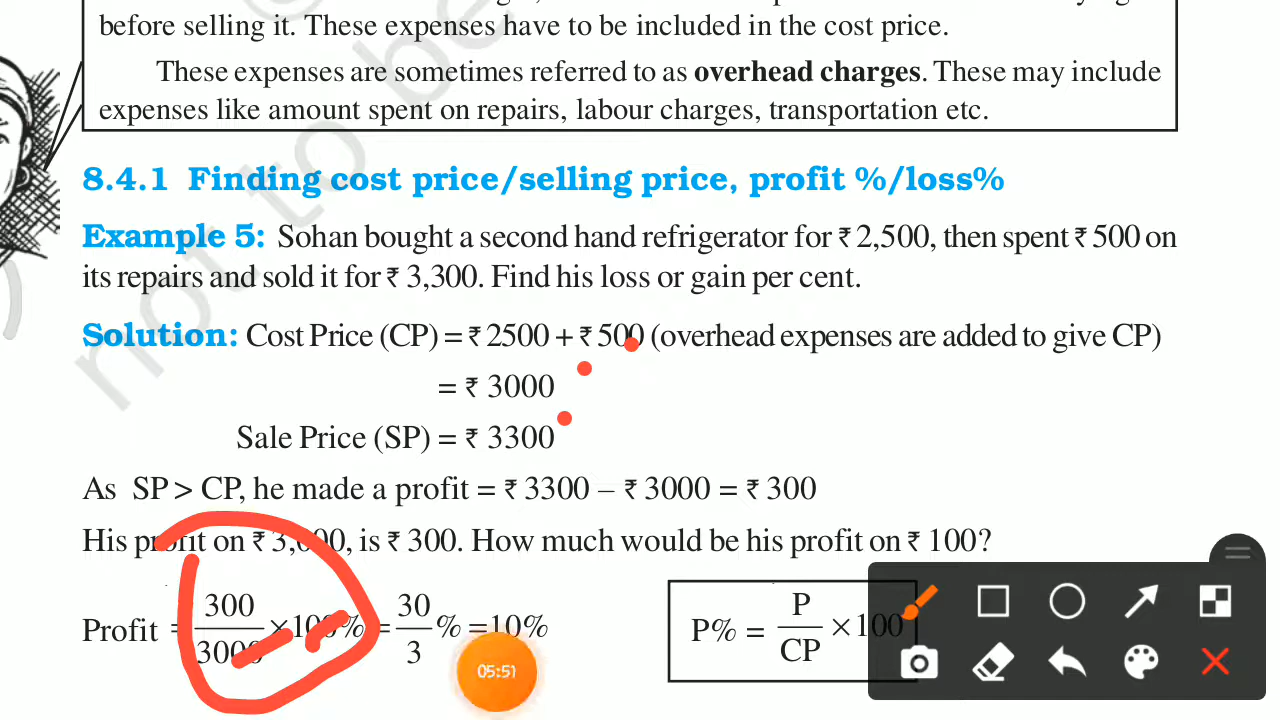 before selling it. These expenses have to be included in the cost price.
These expenses are sometimes referred to as overhead charges. These may include
expenses like amount spent on repairs, labour charges, transportation etc.
8.4.1 Finding cost price/selling price, profit %/loss%
Example 5: Sohan bought a second hand refrigerator for ₹ 2,500, then spent ₹ 500 on
its repairs and sold it for ₹ 3,300. Find his loss or gain per cent.
Solution: Cost Price (CP) = ₹ 2500 + ₹ 500 (overhead expenses are added to give CP)
= ₹ 3000
Sale Price (SP) = ₹ 3300
As SP > CP, he made a profit = ₹ 3300 – ₹ 3000 = ₹ 300
His profit on ₹ 3,000, is ₹ 300. How much would be his profit on ₹ 100?
Profit = 300/3000 ×100% = 30/3 % =10%
P% = P/CP ×100
05:51
not to be